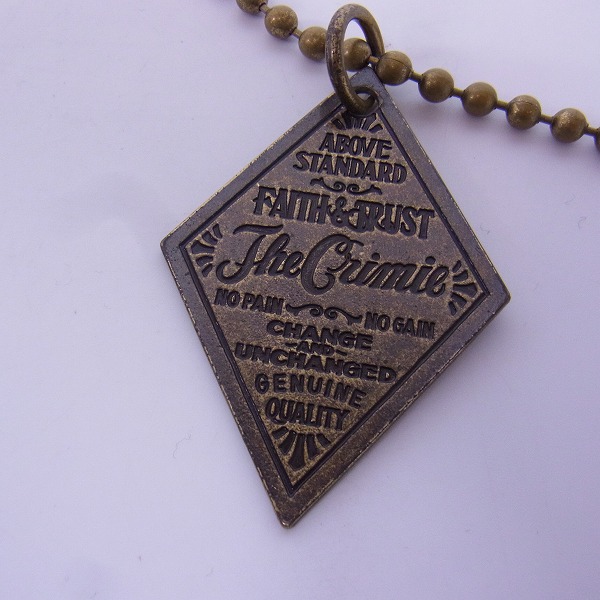 ABOVE
STANDARD
FAITH & TRUST
The Crimie
NO PAIN NO GAIN
CHANGE
AND
UNCHANGED
GENUINE
QUALITY